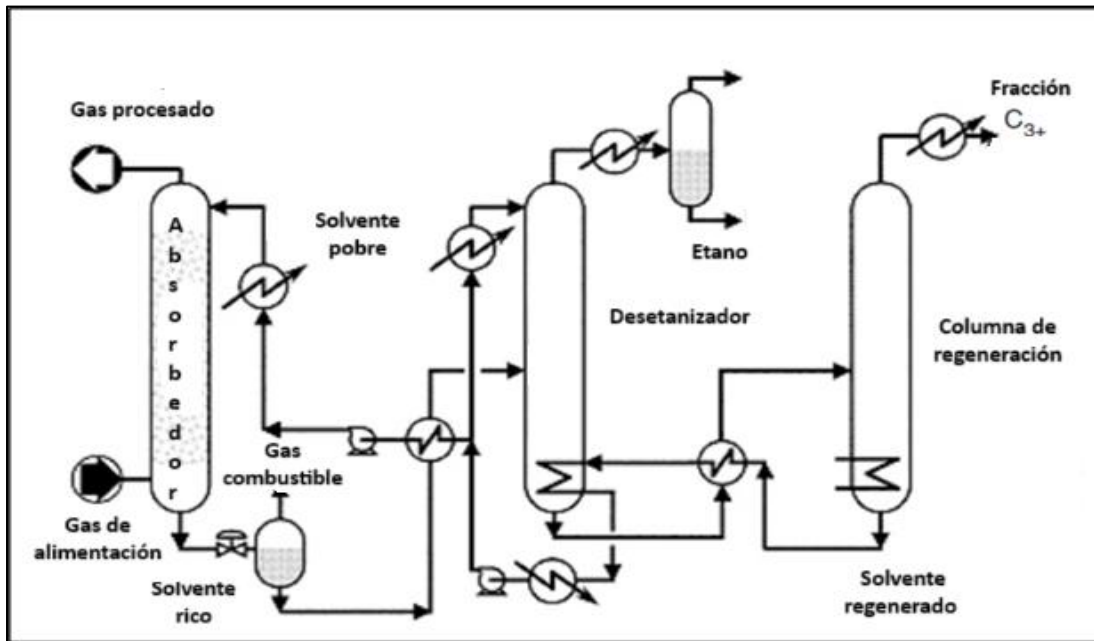 Gas procesado
Absorbedor
Gas de
alimentación
Solvente
rico
Gas
combustible
Solvente
pobre
Etano
Desetanizador
Fracción
C3+
Columna de
regeneración
Solvente
regenerado